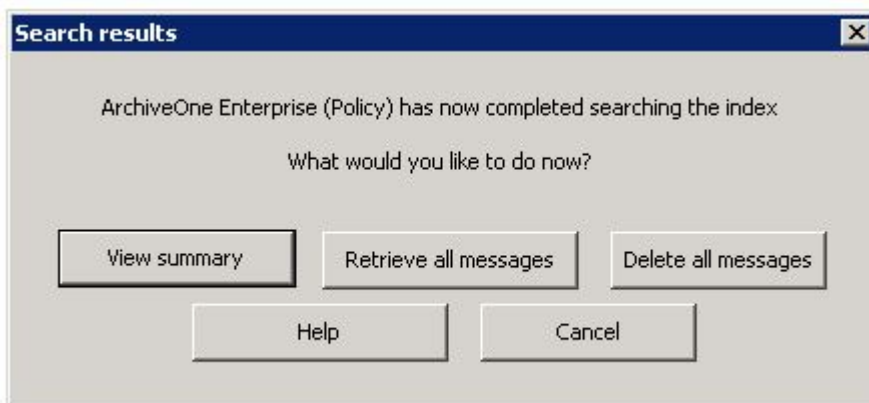 Search results
ArchiveOne Enterprise (Policy) has now completed searching the index
What would you like to do now?
View summary
Retrieve all messages
Delete all messages
Help
Cancel